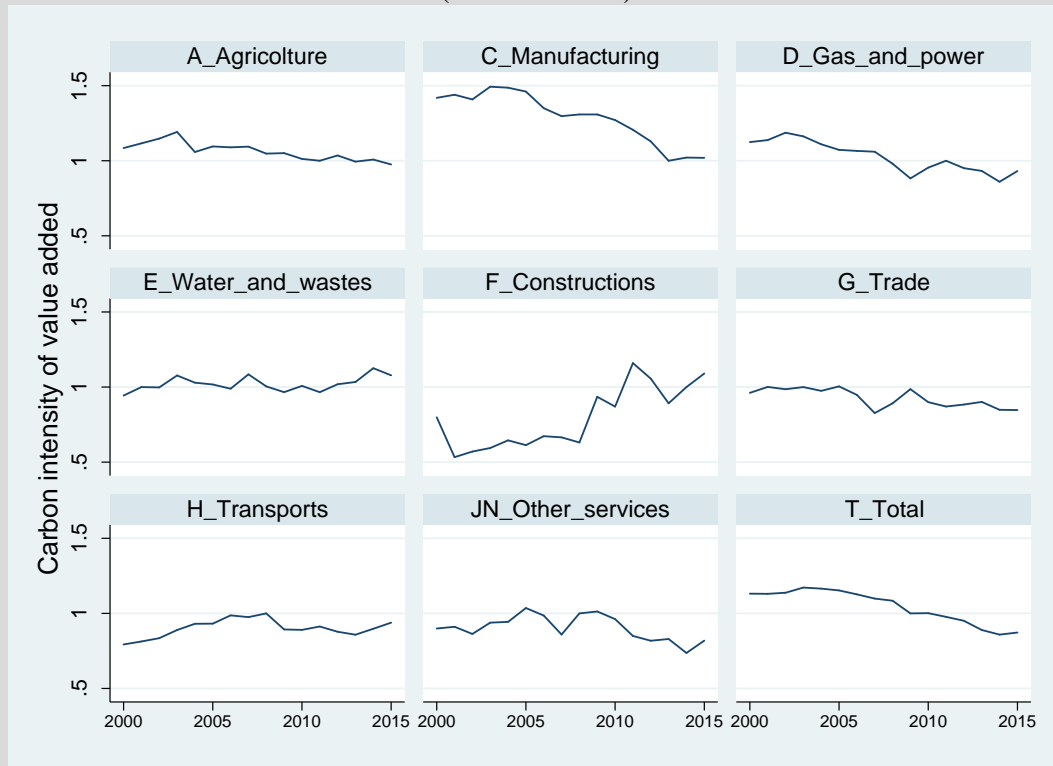 A_Agricolture
C_Manufacturing
D_Gas_and_power
1.5
1
.5
E_Water_and_wastes
F_Constructions
G_Trade
1.5
1
.5
H_Transports
JN_Other_services
T_Total
1.5
1
.5
2000 2005 2010 2015
2000 2005 2010 2015
2000 2005 2010 2015
Carbon intensity of value added